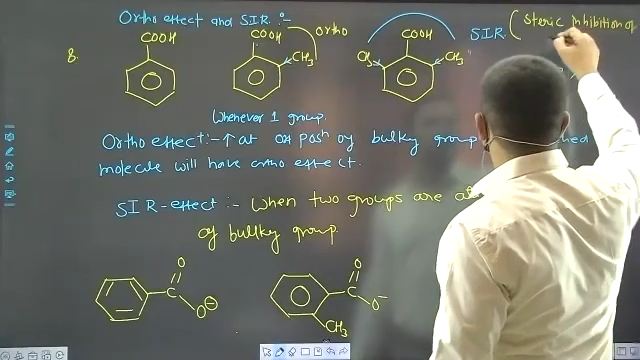 Ortho effect and SIR :-
8.
COOH
COOH
CH3
Ortho
COOH
CH3
CH3
SIR (Steric inhibition of
Whenever 1 group.
Ortho effect :- ↑ at posn of bulky group
molecule will have ortho effect.
SIR-effect :- When two groups are
of bulky group.
C
O
O⊖
C
O
O-
CH3